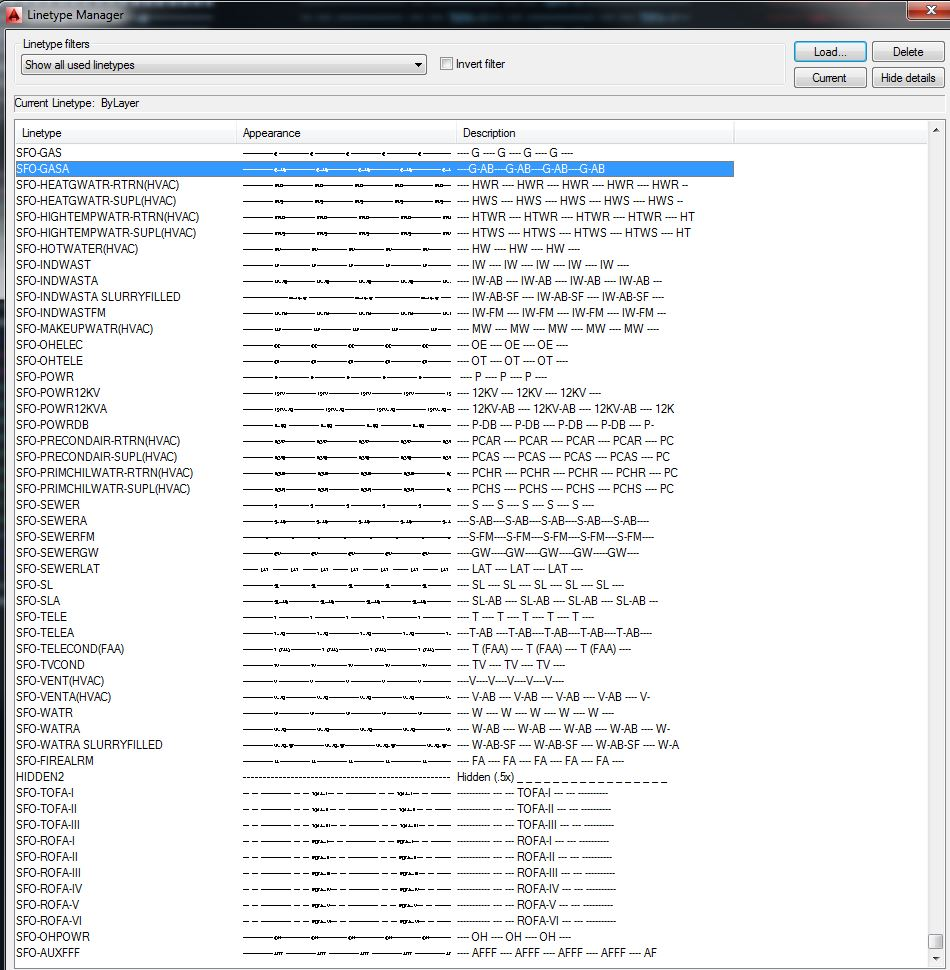 Linetype Manager
Linetype filters
Show all used linetypes
Invert filter
Load...
Delete
Current
Hide details
Current Linetype: ByLayer
Linetype Appearance Description
SFO-GAS ---- G ---- G ---- G ---- G ----
SFO-GASA ----G-AB----G-AB----G-AB----G-AB
SFO-HEATGWATR-RTRN(HVAC) ---- HWR ---- HWR ---- HWR ---- HWR ---- HWR --
SFO-HEATGWATR-SUPL(HVAC) ---- HWS ---- HWS ---- HWS ---- HWS ---- HWS --
SFO-HIGHTEMPWATR-RTRN(HVAC) ---- HTWR ---- HTWR ---- HTWR ---- HTWR ---- HT
SFO-HIGHTEMPWATR-SUPL(HVAC) ---- HTWS ---- HTWS ---- HTWS ---- HTWS ---- HT
SFO-HOTWATER(HVAC) ---- HW ---- HW ---- HW ----
SFO-INDWAST ---- IW ---- IW ---- IW ---- IW ---- IW ----
SFO-INDWASTA ---- IW-AB ---- IW-AB ---- IW-AB ---- IW-AB ---
SFO-INDWASTA SLURRYFILLED ---- IW-AB-SF ---- IW-AB-SF ---- IW-AB-SF ----
SFO-INDWASTFM ---- IW-FM ---- IW-FM ---- IW-FM ---- IW-FM ---
SFO-MAKEUPWATR(HVAC) ---- MW ---- MW ---- MW ---- MW ---- MW ----
SFO-OHELEC ---- OE ---- OE ---- OE ----
SFO-OHTELE ---- OT ---- OT ---- OT ----
SFO-POWR ---- P ---- P ---- P ----
SFO-POWR12KV ---- 12KV ---- 12KV ---- 12KV ----
SFO-POWR12KVA ---- 12KV-AB ---- 12KV-AB ---- 12KV-AB ---- 12K
SFO-POWRDB ---- P-DB ---- P-DB ---- P-DB ---- P-DB ---- P-
SFO-PRECONDAIR-RTRN(HVAC) ---- PCAR ---- PCAR ---- PCAR ---- PCAR ---- PC
SFO-PRECONDAIR-SUPL(HVAC) ---- PCAS ---- PCAS ---- PCAS ---- PCAS ---- PC
SFO-PRIMCHILWATR-RTRN(HVAC) ---- PCHR ---- PCHR ---- PCHR ---- PCHR ---- PC
SFO-PRIMCHILWATR-SUPL(HVAC) ---- PCHS ---- PCHS ---- PCHS ---- PCHS ---- PC
SFO-SEWER ---- S ---- S ---- S ---- S ---- S ----
SFO-SEWERA ----S-AB----S-AB----S-AB----S-AB----S-AB----
SFO-SEWERFM ----S-FM----S-FM----S-FM----S-FM----S-FM----
SFO-SEWERGW ----GW----GW----GW----GW----GW----
SFO-SEWERLAT ---- LAT ---- LAT ---- LAT ----
SFO-SL ---- SL ---- SL ---- SL ---- SL ---- SL ----
SFO-SLA ---- SL-AB ---- SL-AB ---- SL-AB ---- SL-AB ---
SFO-TELE ---- T ---- T ---- T ---- T ---- T ----
SFO-TELEA ----T-AB ----T-AB----T-AB----T-AB----T-AB----
SFO-TELECOND(FAA) ---- T (FAA) ---- T (FAA) ---- T (FAA) ----
SFO-TVCOND ---- TV ---- TV ---- TV ----
SFO-VENT(HVAC) ----V----V----V----V----V----
SFO-VENTA(HVAC) ---- V-AB ---- V-AB ---- V-AB ---- V-AB ---- V-
SFO-WATR ---- W ---- W ---- W ---- W ---- W ----
SFO-WATRA ---- W-AB ---- W-AB ---- W-AB ---- W-AB ---- W-
SFO-WATRA SLURRYFILLED ---- W-AB-SF ---- W-AB-SF ---- W-AB-SF ---- W-A
SFO-FIREALRM ---- FA ---- FA ---- FA ---- FA ---- FA ----
HIDDEN2 Hidden (.5x) _ _ _ _ _ _ _ _ _ _ _ _ _ _ _ _ _ _
SFO-TOFA-I ----------- --- --- TOFA-I --- --- ----------
SFO-TOFA-II ----------- --- --- TOFA-II --- --- ----------
SFO-TOFA-III ----------- --- --- TOFA-III --- --- ----------
SFO-ROFA-I ----------- --- --- ROFA-I --- --- ----------
SFO-ROFA-II ----------- --- --- ROFA-II --- --- ----------
SFO-ROFA-III ----------- --- --- ROFA-III --- --- ----------
SFO-ROFA-IV ----------- --- --- ROFA-IV --- --- ----------
SFO-ROFA-V ----------- --- --- ROFA-V --- --- ----------
SFO-ROFA-VI ----------- --- --- ROFA-VI --- --- ----------
SFO-OHPOWR ---- OH ---- OH ---- OH ----
SFO-AUXFFF ---- AFFF ---- AFFF ---- AFFF ---- AFFF ---- AF